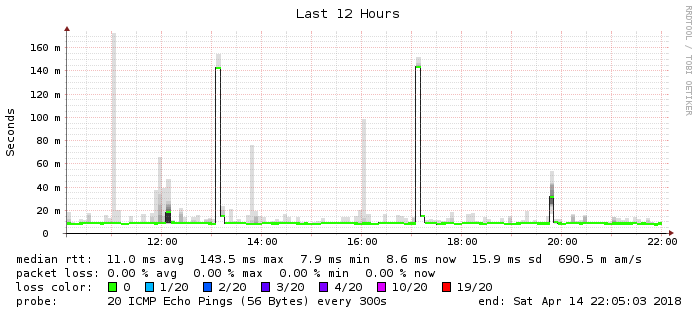 Last 12 Hours
RRDTOOL / TOBI OETIKER
Seconds
160 m
140 m
120 m
100 m
80 m
60 m
40 m
20 m
0
12:00 14:00 16:00 18:00 20:00 22:00
median rtt: 11.0 ms avg 143.5 ms max 7.9 ms min 8.6 ms now 15.9 ms sd 690.5 m am/s
packet loss: 0.00 % avg 0.00 % max 0.00 % min 0.00 % now
loss color: 0 1/20 2/20 3/20 4/20 10/20 19/20
probe: 20 ICMP Echo Pings (56 Bytes) every 300s end: Sat Apr 14 22:05:03 2018